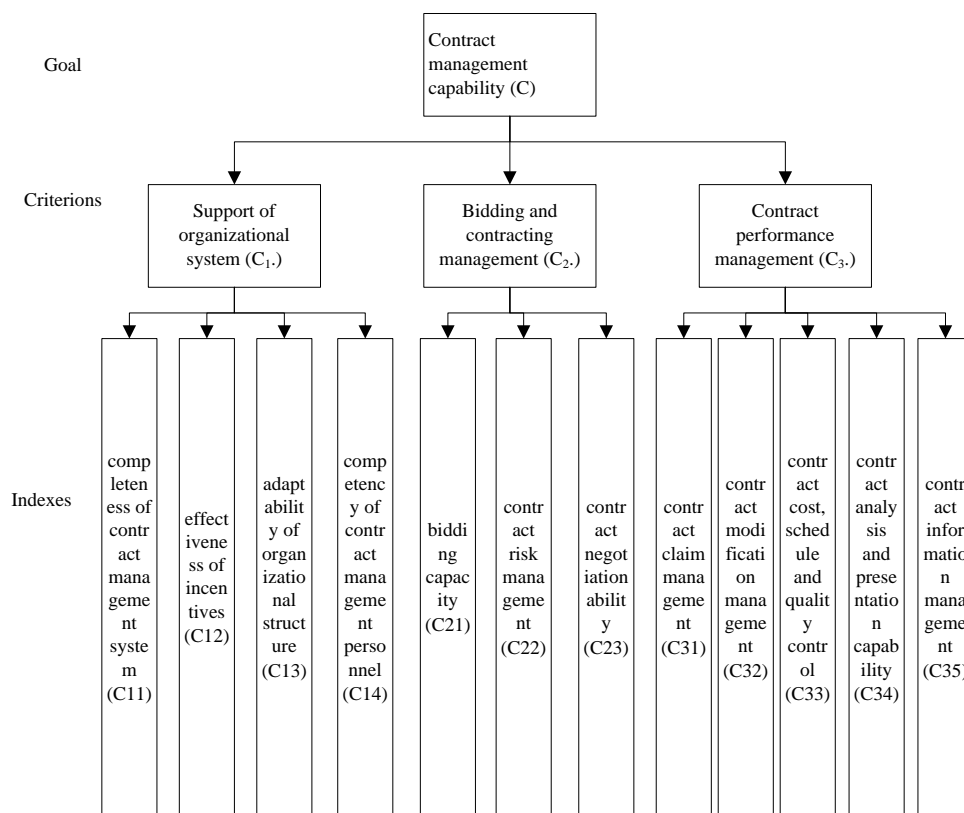 Goal
Contract
management
capability (C)
Criterions
Support of
organizational
system (C₁.)
Bidding and
contracting
management (C₂.)
Contract
performance
management (C₃.)
Indexes
comp
leten
ess of
contr
act
mana
geme
nt
syste
m
(C11)
effect
ivene
ss of
incen
tives
(C12)
adapt
abilit
y of
organ
izatio
nal
struct
ure
(C13)
comp
etenc
y of
contr
act
mana
geme
nt
perso
nnel
(C14)
biddi
ng
capac
ity
(C21)
contr
act
risk
mana
geme
nt
(C22)
contr
act
negot
iation
abilit
y
(C23)
contr
act
claim
mana
geme
nt
(C31)
contr
act
modi
ficati
on
mana
geme
nt
(C32)
contr
act
cost,
sched
ule
and
qualit
y
contr
ol
(C33)
contr
act
analy
sis
and
prese
ntatio
n
capab
ility
(C34)
contr
act
infor
matio
n
mana
geme
nt
(C35)